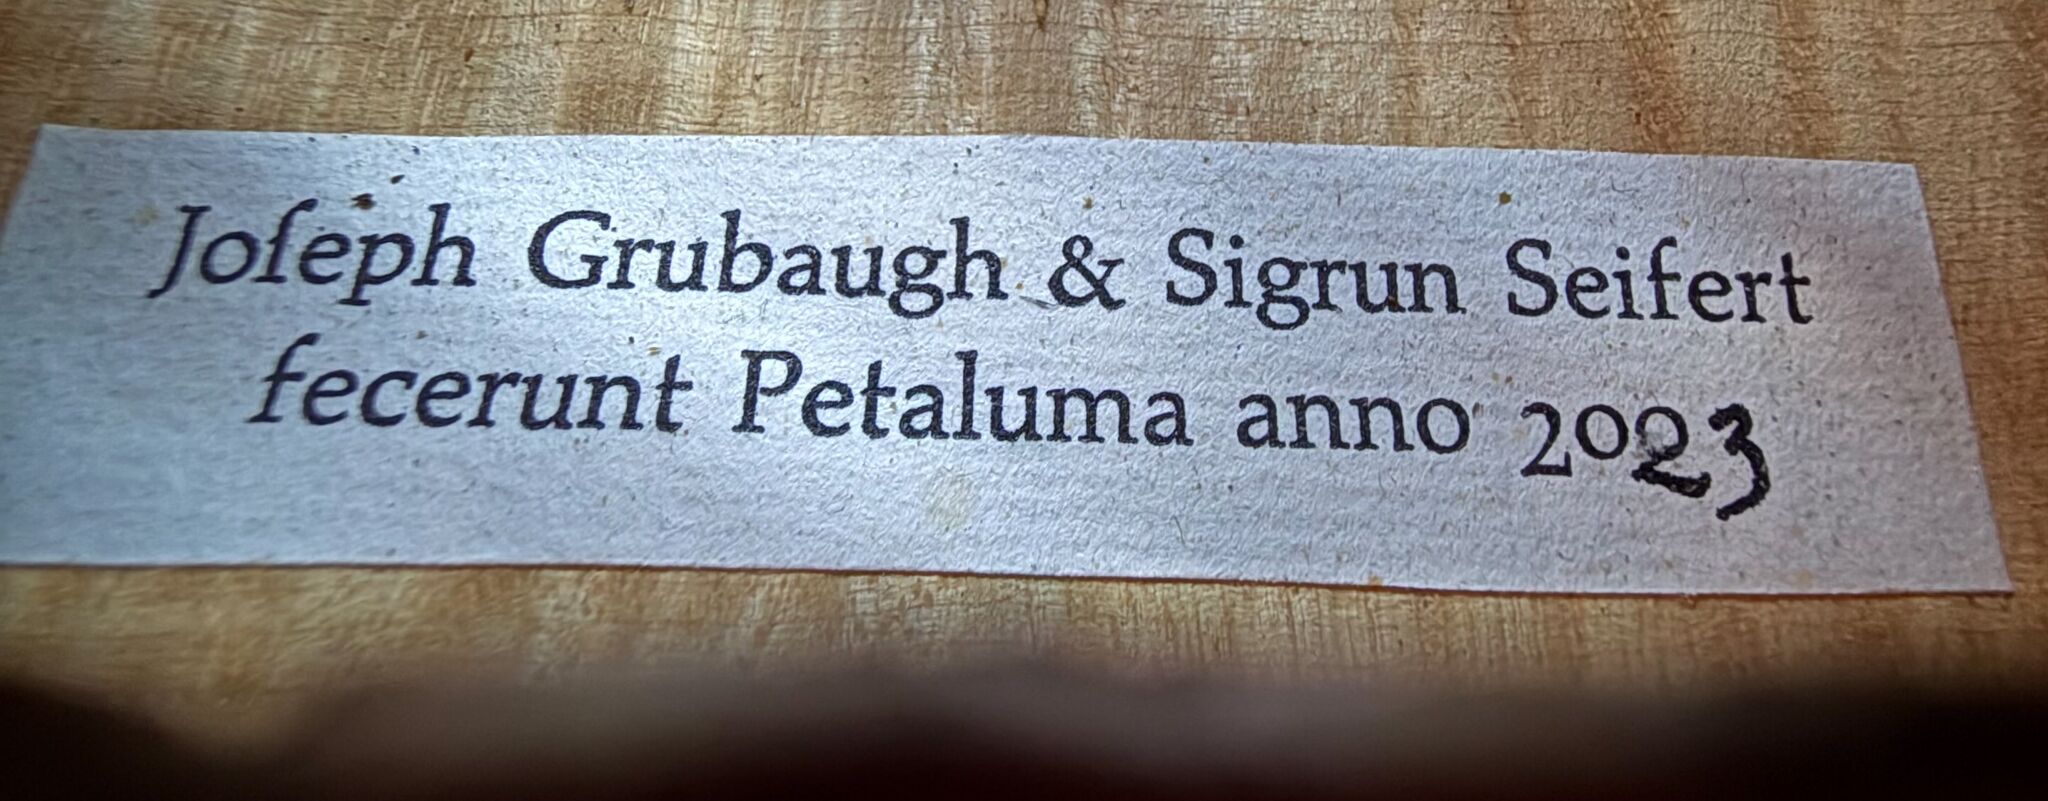 Joſeph Grubaugh & Sigrun Seifert
fecerunt Petaluma anno 2023